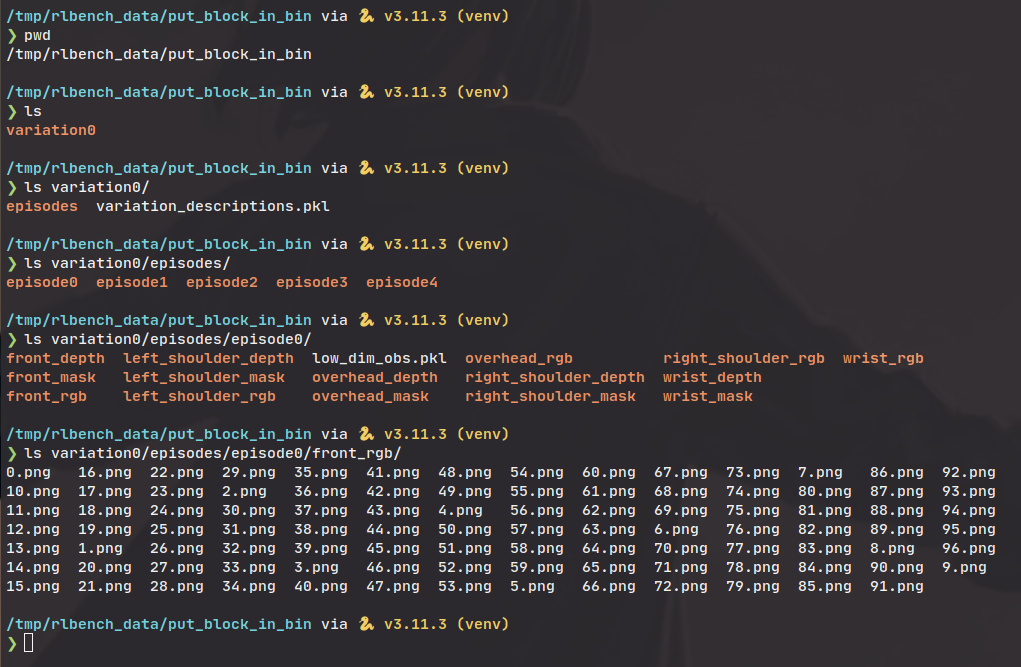 /tmp/rlbench_data/put_block_in_bin via 🐍 v3.11.3 (venv)
❯ pwd
/tmp/rlbench_data/put_block_in_bin
/tmp/rlbench_data/put_block_in_bin via 🐍 v3.11.3 (venv)
❯ ls
variation0
/tmp/rlbench_data/put_block_in_bin via 🐍 v3.11.3 (venv)
❯ ls variation0/
episodes  variation_descriptions.pkl
/tmp/rlbench_data/put_block_in_bin via 🐍 v3.11.3 (venv)
❯ ls variation0/episodes/
episode0  episode1  episode2  episode3  episode4
/tmp/rlbench_data/put_block_in_bin via 🐍 v3.11.3 (venv)
❯ ls variation0/episodes/episode0/
front_depth  left_shoulder_depth  low_dim_obs.pkl  overhead_rgb  right_shoulder_rgb  wrist_rgb
front_mask  left_shoulder_mask  overhead_depth  right_shoulder_depth  wrist_depth
front_rgb  left_shoulder_rgb  overhead_mask  right_shoulder_mask  wrist_mask
/tmp/rlbench_data/put_block_in_bin via 🐍 v3.11.3 (venv)
❯ ls variation0/episodes/episode0/front_rgb/
0.png  16.png  22.png  29.png  35.png  41.png  48.png  54.png  60.png  67.png  73.png  7.png  86.png  92.png
10.png  17.png  23.png  2.png  36.png  42.png  49.png  55.png  61.png  68.png  74.png  80.png  87.png  93.png
11.png  18.png  24.png  30.png  37.png  43.png  4.png  56.png  62.png  69.png  75.png  81.png  88.png  94.png
12.png  19.png  25.png  31.png  38.png  44.png  50.png  57.png  63.png  6.png  76.png  82.png  89.png  95.png
13.png  1.png  26.png  32.png  39.png  45.png  51.png  58.png  64.png  70.png  77.png  83.png  8.png  96.png
14.png  20.png  27.png  33.png  3.png  46.png  52.png  59.png  65.png  71.png  78.png  84.png  90.png  9.png
15.png  21.png  28.png  34.png  40.png  47.png  53.png  5.png  66.png  72.png  79.png  85.png  91.png
/tmp/rlbench_data/put_block_in_bin via 🐍 v3.11.3 (venv)
❯